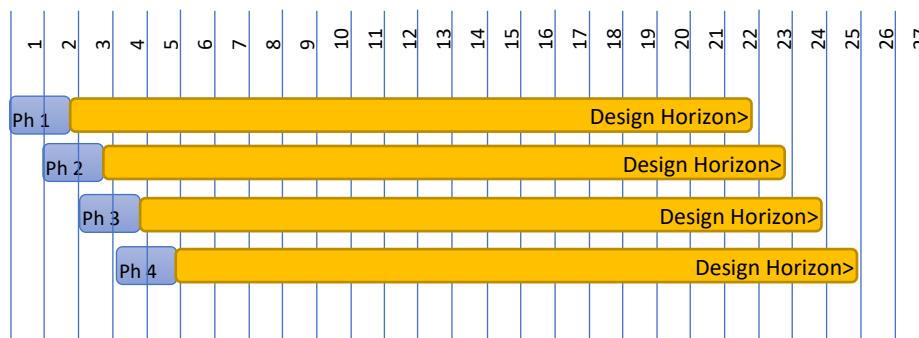 1 2 3 4 5 6 7 8 9 10 11 12 13 14 15 16 17 18 19 20 21 22 23 24 25 26 27
Ph 1 Design Horizon>
Ph 2 Design Horizon>
Ph 3 Design Horizon>
Ph 4 Design Horizon>